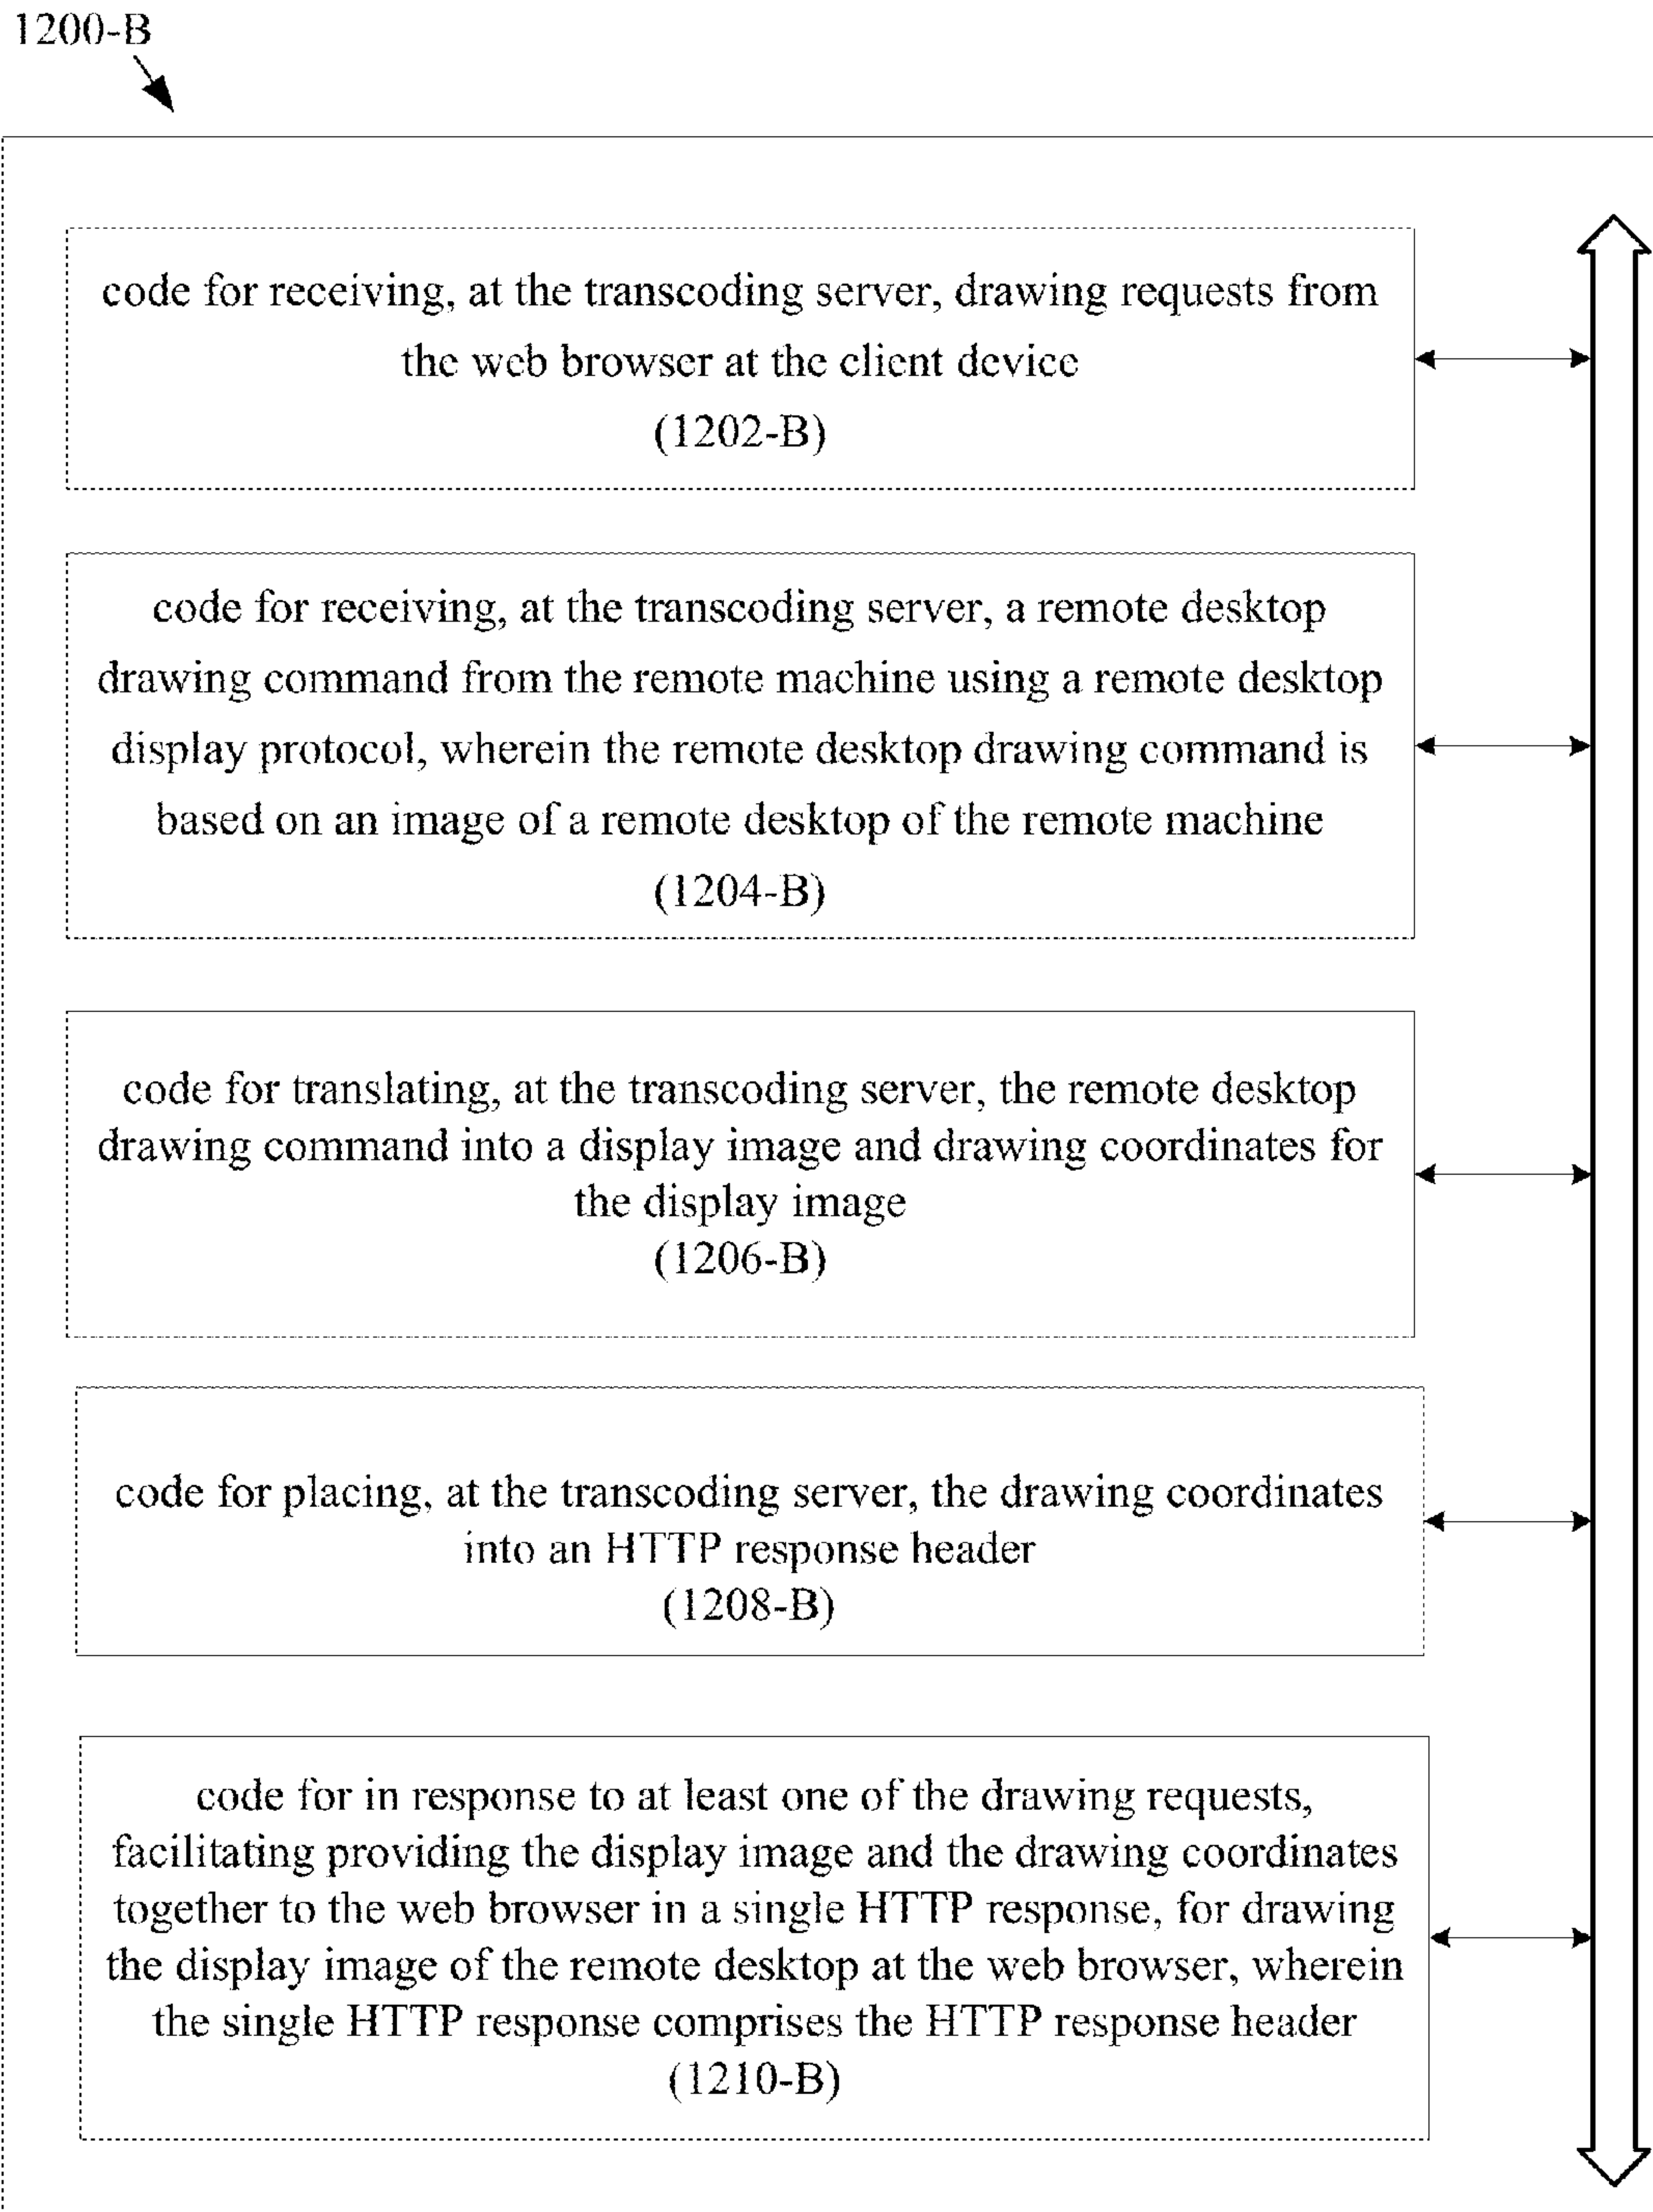 1200-B
code for receiving, at the transcoding server, drawing requests from
the web browser at the client device
(1202-B)
code for receiving, at the transcoding server, a remote desktop
drawing command from the remote machine using a remote desktop
display protocol, wherein the remote desktop drawing command is
based on an image of a remote desktop of the remote machine
(1204-B)
code for translating, at the transcoding server, the remote desktop
drawing command into a display image and drawing coordinates for
the display image
(1206-B)
code for placing, at the transcoding server, the drawing coordinates
into an HTTP response header
(1208-B)
code for in response to at least one of the drawing requests,
facilitating providing the display image and the drawing coordinates
together to the web browser in a single HTTP response, for drawing
the display image of the remote desktop at the web browser, wherein
the single HTTP response comprises the HTTP response header
(1210-B)